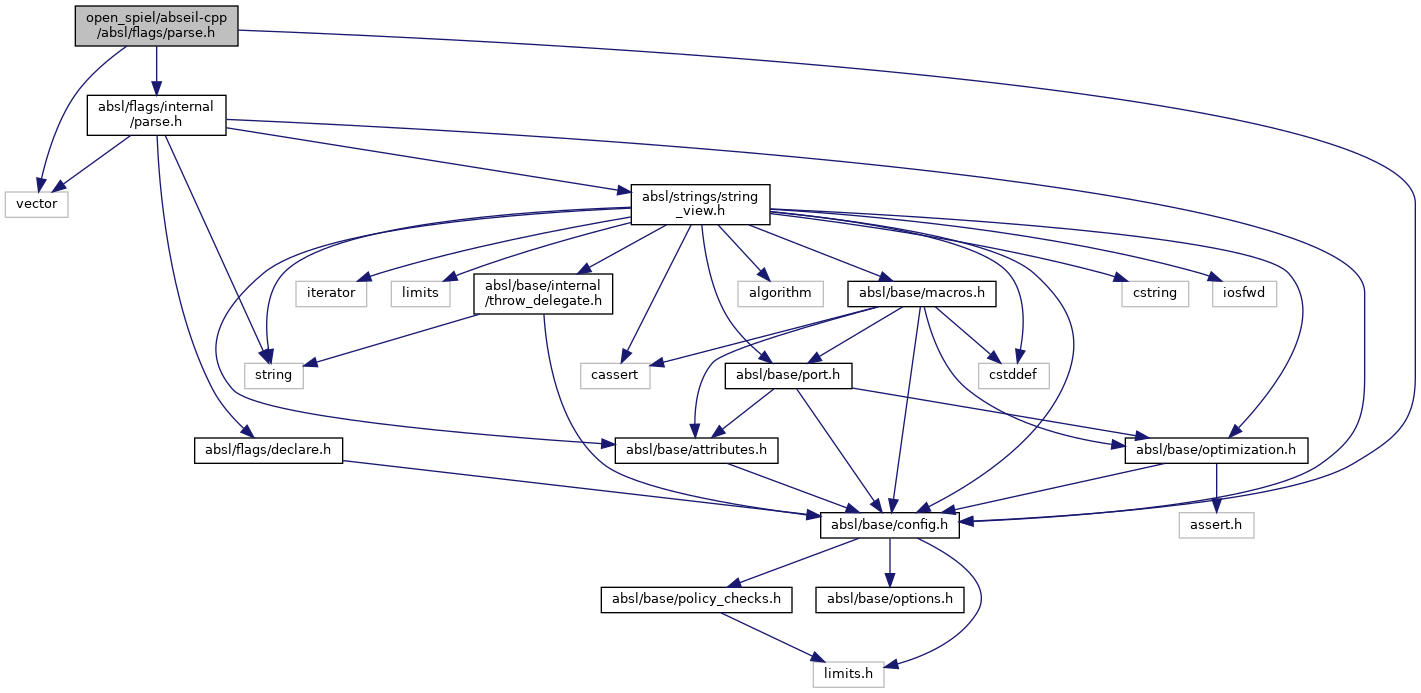 open_spiel/abseil-cpp
/absl/flags/parse.h
absl/flags/internal
/parse.h
vector
absl/strings/string
_view.h
iterator
limits
absl/base/internal
/throw_delegate.h
algorithm
absl/base/macros.h
cstring
iosfwd
string
cassert
absl/base/port.h
cstddef
absl/flags/declare.h
absl/base/attributes.h
absl/base/optimization.h
absl/base/config.h
assert.h
absl/base/policy_checks.h
absl/base/options.h
limits.h